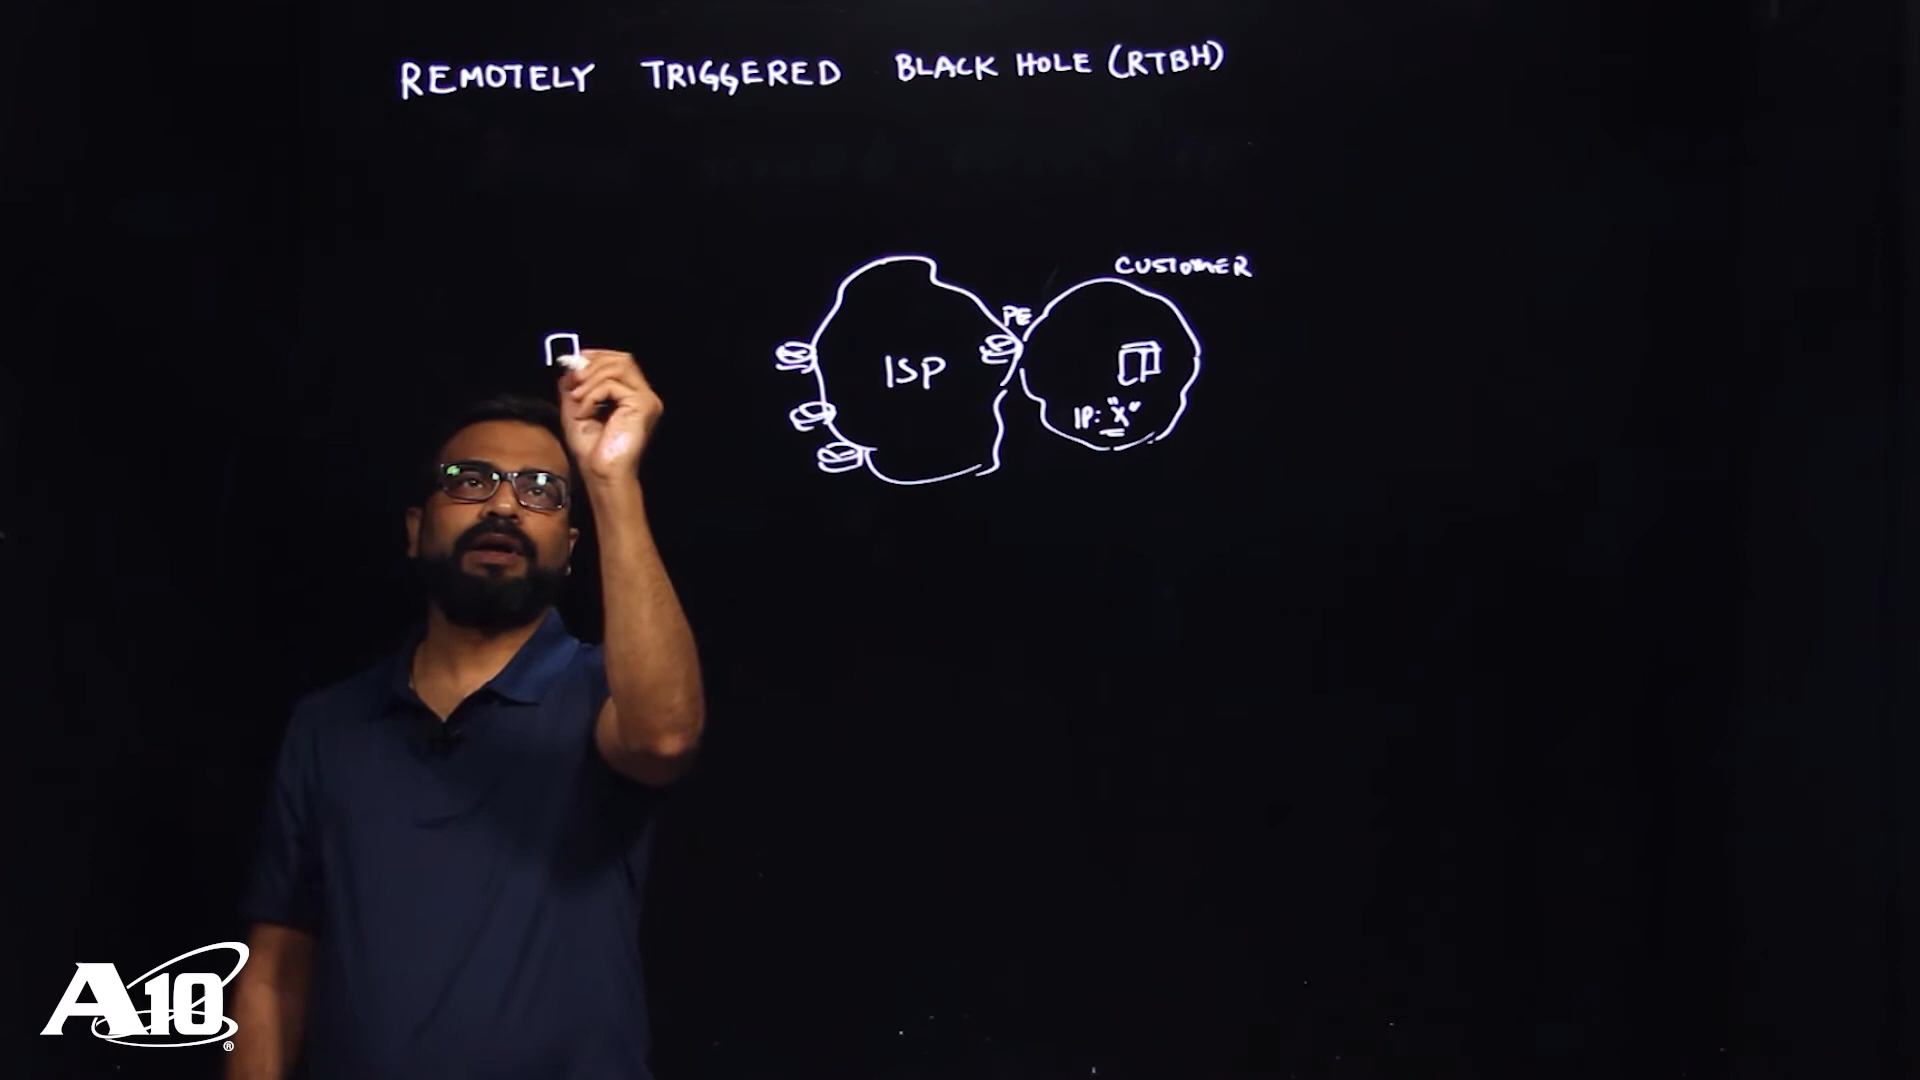 REMOTELY TRIGGERED BLACK HOLE (RTBH)
CUSTOMER
PE
ISP
IP: "X"
A10
®